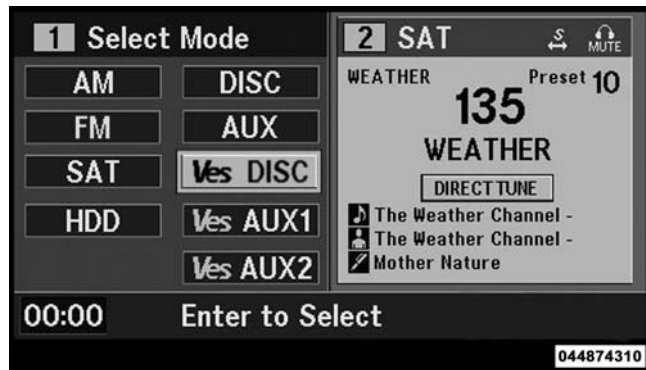 1 Select Mode
AM
DISC
FM
AUX
SAT
Ves DISC
HDD
Ves AUX1
Ves AUX2
2 SAT
S
MUTE
WEATHER
Preset 10
135
WEATHER
DIRECT TUNE
The Weather Channel -
The Weather Channel -
Mother Nature
00:00
Enter to Select
044874310